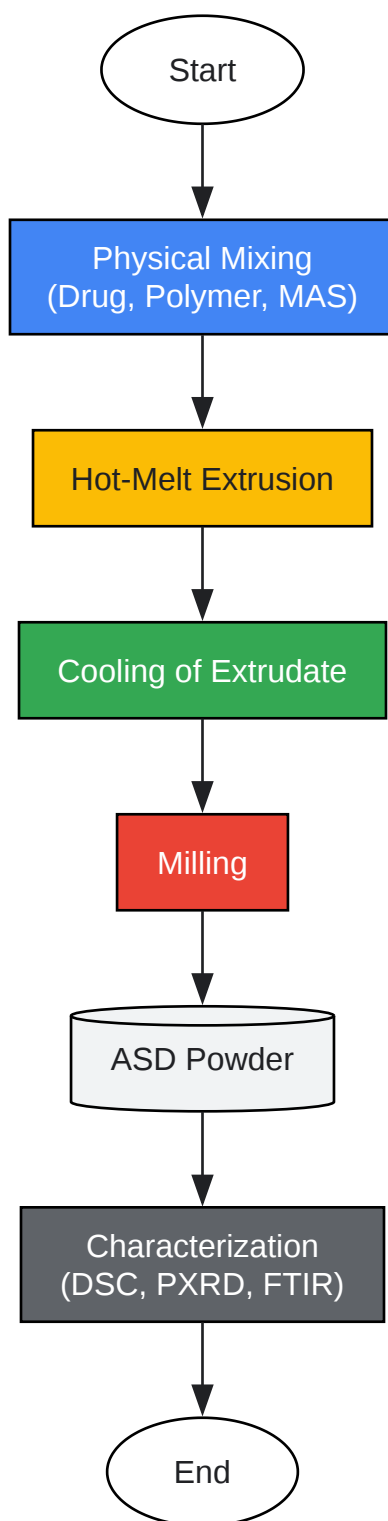 Start
Physical Mixing
(Drug, Polymer, MAS)
Hot-Melt Extrusion
Cooling of Extrudate
Milling
ASD Powder
Characterization
(DSC, PXRD, FTIR)
End